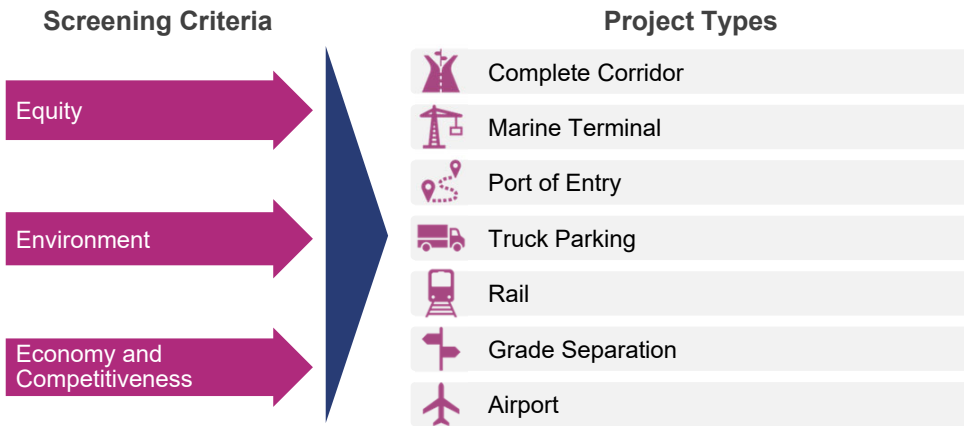 Screening Criteria
Equity
Environment
Economy and
Competitiveness
Project Types
Complete Corridor
Marine Terminal
Port of Entry
Truck Parking
Rail
Grade Separation
Airport